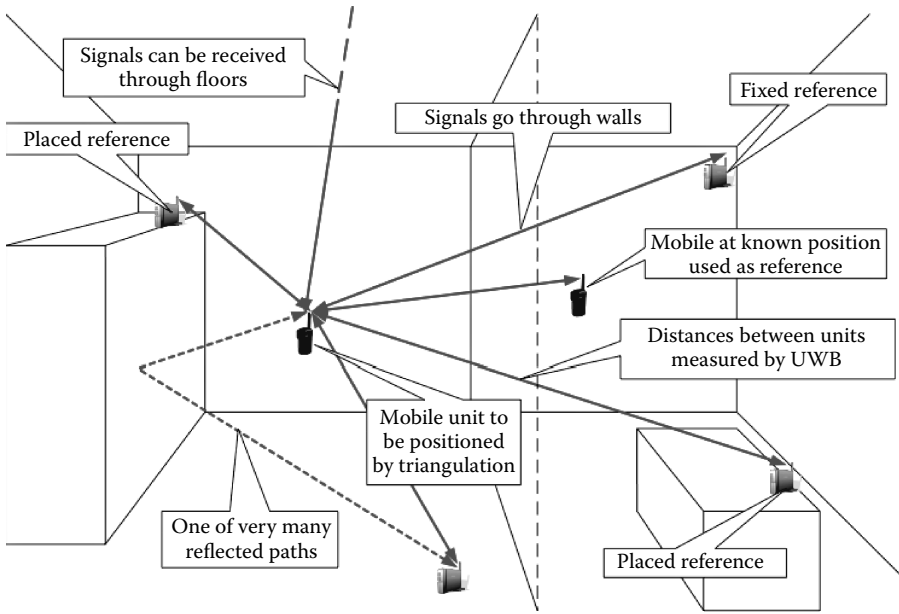 Signals can be received
through floors
Fixed reference
Signals go through walls
Placed reference
Mobile at known position
used as reference
Distances between units
measured by UWB
Mobile unit to
be positioned
by triangulation
One of very many
reflected paths
Placed reference